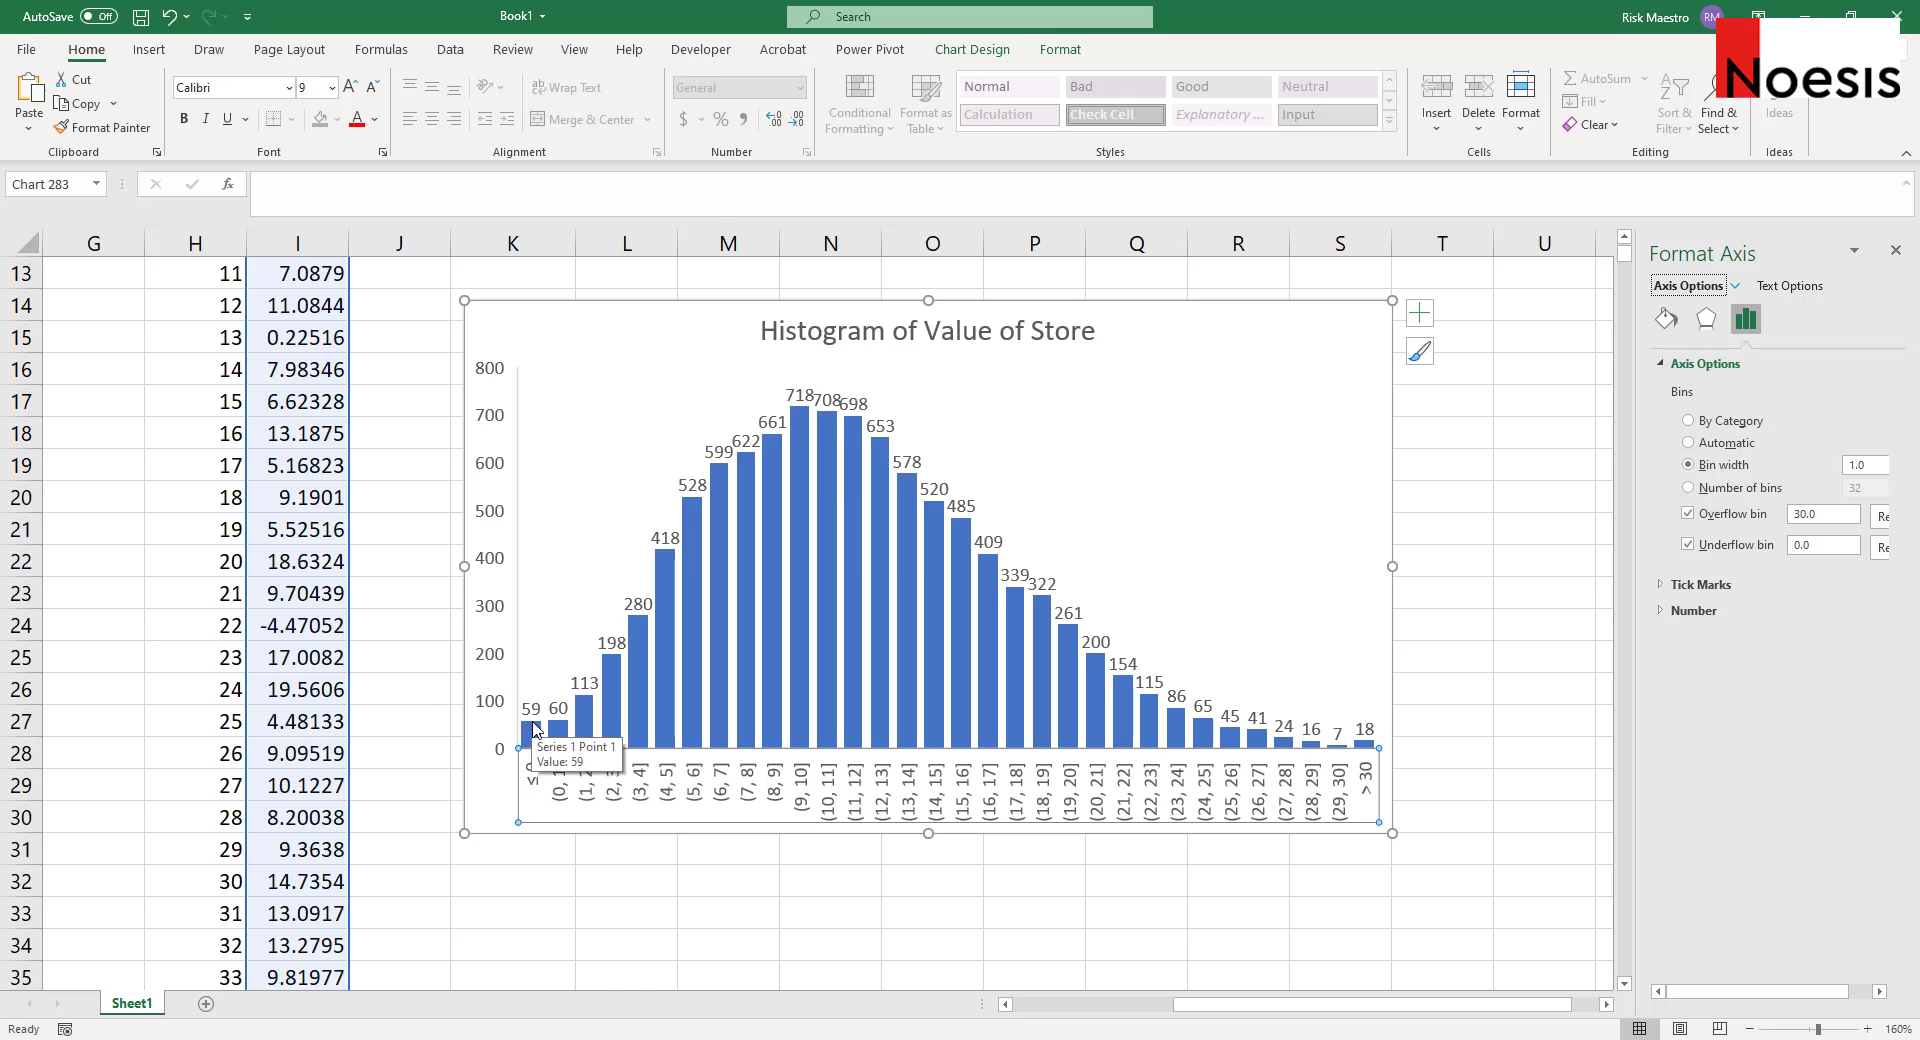 AutoSave Off
Book1
Search
Risk Maestro RM
Noesis
File Home Insert Draw Page Layout Formulas Data Review View Help Developer Acrobat Power Pivot Chart Design Format
Paste
Cut
Copy
Format Painter
Clipboard
Calibri 9 A A
B I U A
Font
ab Wrap Text
Merge & Center
Alignment
General
$ % 9
Number
Conditional Formatting
Format as Table
Normal Bad Good Neutral
Calculation Check Cell Explanatory ... Input
Styles
Insert Delete Format
Cells
AutoSum
Fill
Clear
Sort & Filter
Find & Select
Editing
Ideas
Ideas
Chart 283
fx
G H I J K L M N O P Q R S T U
13 11 7.0879
14 12 11.0844
15 13 0.22516
16 14 7.98346
17 15 6.62328
18 16 13.1875
19 17 5.16823
20 18 9.1901
21 19 5.52516
22 20 18.6324
23 21 9.70439
24 22 -4.47052
25 23 17.0082
26 24 19.5606
27 25 4.48133
28 26 9.09519
29 27 10.1227
30 28 8.20038
31 29 9.3638
32 30 14.7354
33 31 13.0917
34 32 13.2795
35 33 9.81977
Histogram of Value of Store
800
700
600
500
400
300
200
100
0
59 60 113 198 280 418 528 599 622 661 718 708 698 653 578 520 485 409 339 322 261 200 154 115 86 65 45 41 24 16 7 18
Series 1 Point 1
Value: 59
(3, 4] (4, 5] (5, 6] (6, 7] (7, 8] (8, 9] (9, 10] (10, 11] (11, 12] (12, 13] (13, 14] (14, 15] (15, 16] (16, 17] (17, 18] (18, 19] (19, 20] (20, 21] (21, 22] (22, 23] (23, 24] (24, 25] (25, 26] (26, 27] (27, 28] (28, 29] (29, 30] > 30
Format Axis
Axis Options Text Options
Axis Options
Bins
By Category
Automatic
Bin width 1.0
Number of bins 32
Overflow bin 30.0 Re
Underflow bin 0.0 Re
Tick Marks
Number
Sheet1
Ready
160%